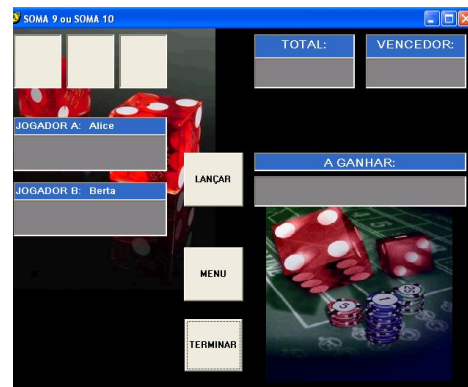 SOMA 9 ou SOMA 10
TOTAL:
VENCEDOR:
JOGADOR A: Alice
JOGADOR B: Berta
LANÇAR
A GANHAR:
MENU
TERMINAR